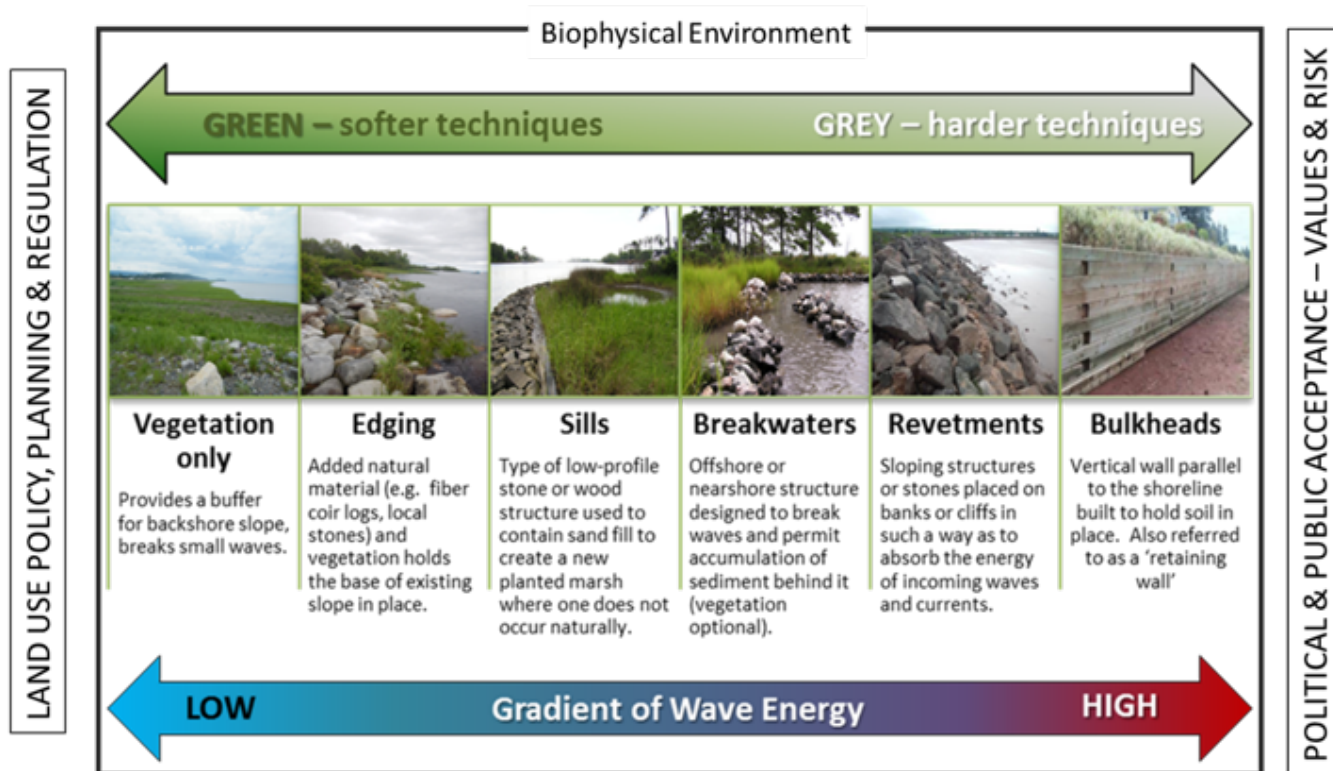 Biophysical Environment
LAND USE POLICY, PLANNING & REGULATION
GREEN – softer techniques
GREY – harder techniques
Vegetation
only
Provides a buffer
for backshore slope,
breaks small waves.
Edging
Added natural
material (e.g. fiber
coir logs, local
stones) and
vegetation holds
the base of existing
slope in place.
Sills
Type of low-profile
stone or wood
structure used to
contain sand fill to
create a new
planted marsh
where one does not
occur naturally.
Breakwaters
Offshore or
nearshore structure
designed to break
waves and permit
accumulation of
sediment behind it
(vegetation
optional).
Revetments
Sloping structures
or stones placed on
banks or cliffs in
such a way as to
absorb the energy
of incoming waves
and currents.
Bulkheads
Vertical wall parallel
to the shoreline
built to hold soil in
place. Also referred
to as a ‘retaining
wall’
LOW
Gradient of Wave Energy
HIGH
POLITICAL & PUBLIC ACCEPTANCE – VALUES & RISK